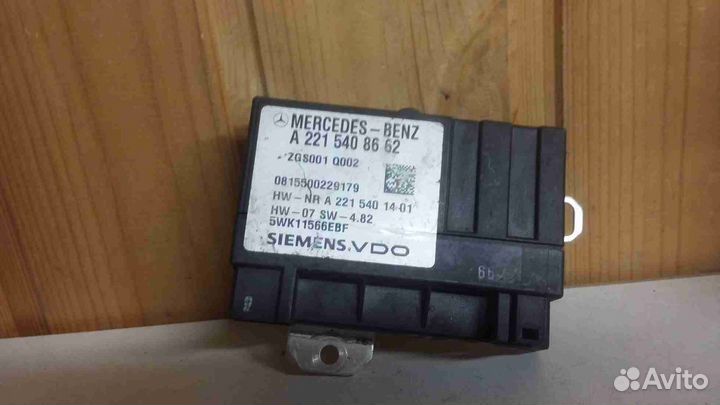 MERCEDES-BENZ
A 221 540 86 62
ZGS001 Q002
0815500229179
HW-NR A 221 540 14 01
HW-07 SW-4.82
5WK11566EBF
SIEMENS VDO
Avito